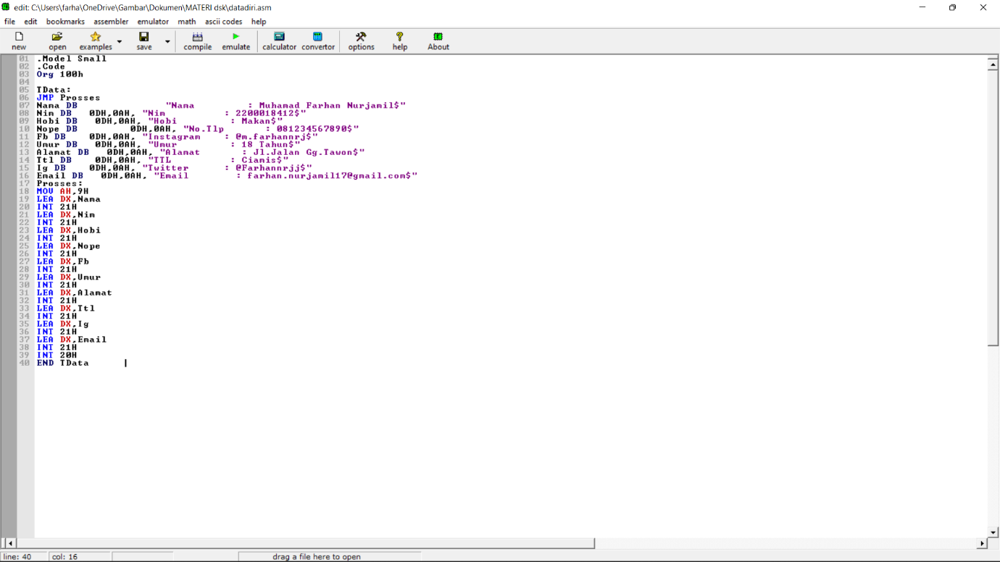 edit: C:\Users\farha\OneDrive\Gambar\Dokumen\MATERI dsk\datadiri.asm
file edit bookmarks assembler emulator math ascii codes help
new open examples save compile emulate calculator convertor options help About
01 .Model Small
02 .Code
03 Org 100h
04
05 TData:
06 JMP Prosses
07 Nama DB "Nama : Muhamad Farhan Nurjamil$"
08 Nim DB 0DH,0AH, "Nim : 2200018412$"
09 Hobi DB 0DH,0AH, "Hobi : Makan$"
10 Nope DB 0DH,0AH, "No.Tlp : 081234567890$"
11 Fb DB 0DH,0AH, "Instagram : @m.farhannrj$"
12 Umur DB 0DH,0AH, "Umur : 18 Tahun$"
13 Alamat DB 0DH,0AH, "Alamat : Jl.Jalan Gg.Tawon$"
14 Ttl DB 0DH,0AH, "TTL : Ciamis$"
15 Ig DB 0DH,0AH, "Twitter : @Farhannrjj$"
16 Email DB 0DH,0AH, "Email : farhan.nurjamil17@gmail.com$"
17 Prosses:
18 MOV AH,9H
19 LEA DX,Nama
20 INT 21H
21 LEA DX,Nim
22 INT 21H
23 LEA DX,Hobi
24 INT 21H
25 LEA DX,Nope
26 INT 21H
27 LEA DX,Fb
28 INT 21H
29 LEA DX,Umur
30 INT 21H
31 LEA DX,Alamat
32 INT 21H
33 LEA DX,Ttl
34 INT 21H
35 LEA DX,Ig
36 INT 21H
37 LEA DX,Email
38 INT 21H
39 INT 20H
40 END TData
line: 40 col: 16 drag a file here to open